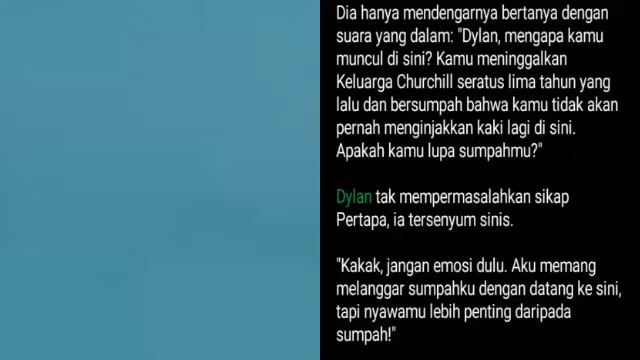 Dia hanya mendengarnya bertanya dengan
suara yang dalam: "Dylan, mengapa kamu
muncul di sini? Kamu meninggalkan
Keluarga Churchill seratus lima tahun yang
lalu dan bersumpah bahwa kamu tidak akan
pernah menginjakkan kaki lagi di sini.
Apakah kamu lupa sumpahmu?"
Dylan tak mempermasalahkan sikap
Pertapa, ia tersenyum sinis.
"Kakak, jangan emosi dulu. Aku memang
melanggar sumpahku dengan datang ke sini,
tapi nyawamu lebih penting daripada
sumpah!"